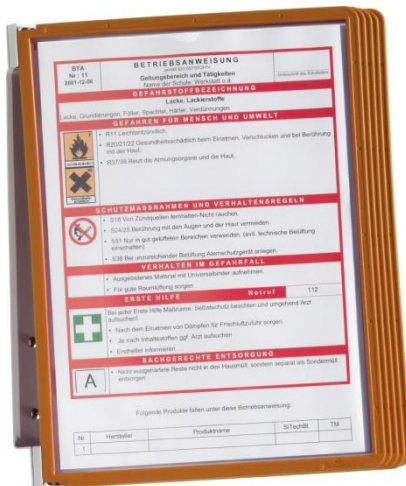 BTA
Nr : 11
2001-12-06
BETRIEBSANWEISUNG
Geltungsbereich und Tätigkeiten
Name der Schule: Werkstatt o.ä.
GEFAHRSTOFFBEZEICHNUNG
Lacke, Lackierstoffe
Lacke, Grundierungen, Füller, Spachtel, Härter, Verdünnungen
GEFAHREN FÜR MENSCH UND UMWELT
R11 Leichtentzündlich.
R20/21/22 Gesundheitsschädlich beim Einatmen, Verschlucken und bei Berührung
mit der Haut.
R37/38 Reizt die Atmungsorgane und die Haut.
SCHUTZMASSNAHMEN UND VERHALTENSREGELN
S16 Von Zündquellen fernhalten-Nicht rauchen.
S24/25 Berührung mit den Augen und der Haut vermeiden.
S51 Nur in gut gelüfteten Bereichen verwenden. (evtl. technische Belüftung
einschalten)
S38 Bei unzureichender Belüftung Atemschutzgerät anlegen.
VERHALTEN IM GEFAHRFALL
Ausgetretenes Material mit Universalbinder aufnehmen.
Für gute Raumlüftung sorgen
ERSTE HILFE Notruf 112
Bei jeder Erste Hilfe Maßname: Selbstschutz beachten und umgehend Arzt
aufsuchen!
Nach dem Einatmen von Dämpfen für Frischluftzufuhr sorgen
Je nach Inhaltsstoffen ggf. Arzt aufsuchen
Ersthelfer informieren
SACHGERECHTE ENTSORGUNG
A
Nicht ausgehärtete Reste nicht in den Hausmüll, sondern separat als Sondermüll
entsorgen
Folgende Produkte fallen unter diese Betriebsanweisung:
Nr. Hersteller Produktname SiTechBl. TM
1.